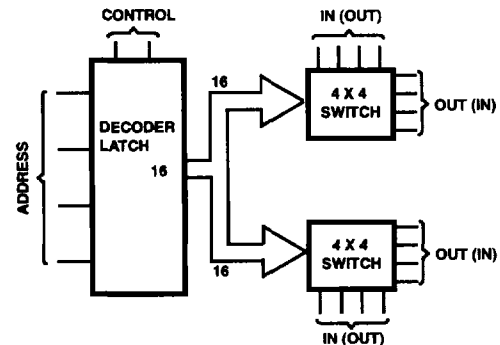 CONTROL
IN (OUT)
16
4 X 4
SWITCH
OUT (IN)
DECODER
LATCH
16
ADDRESS
16
4 X 4
SWITCH
OUT (IN)
IN (OUT)